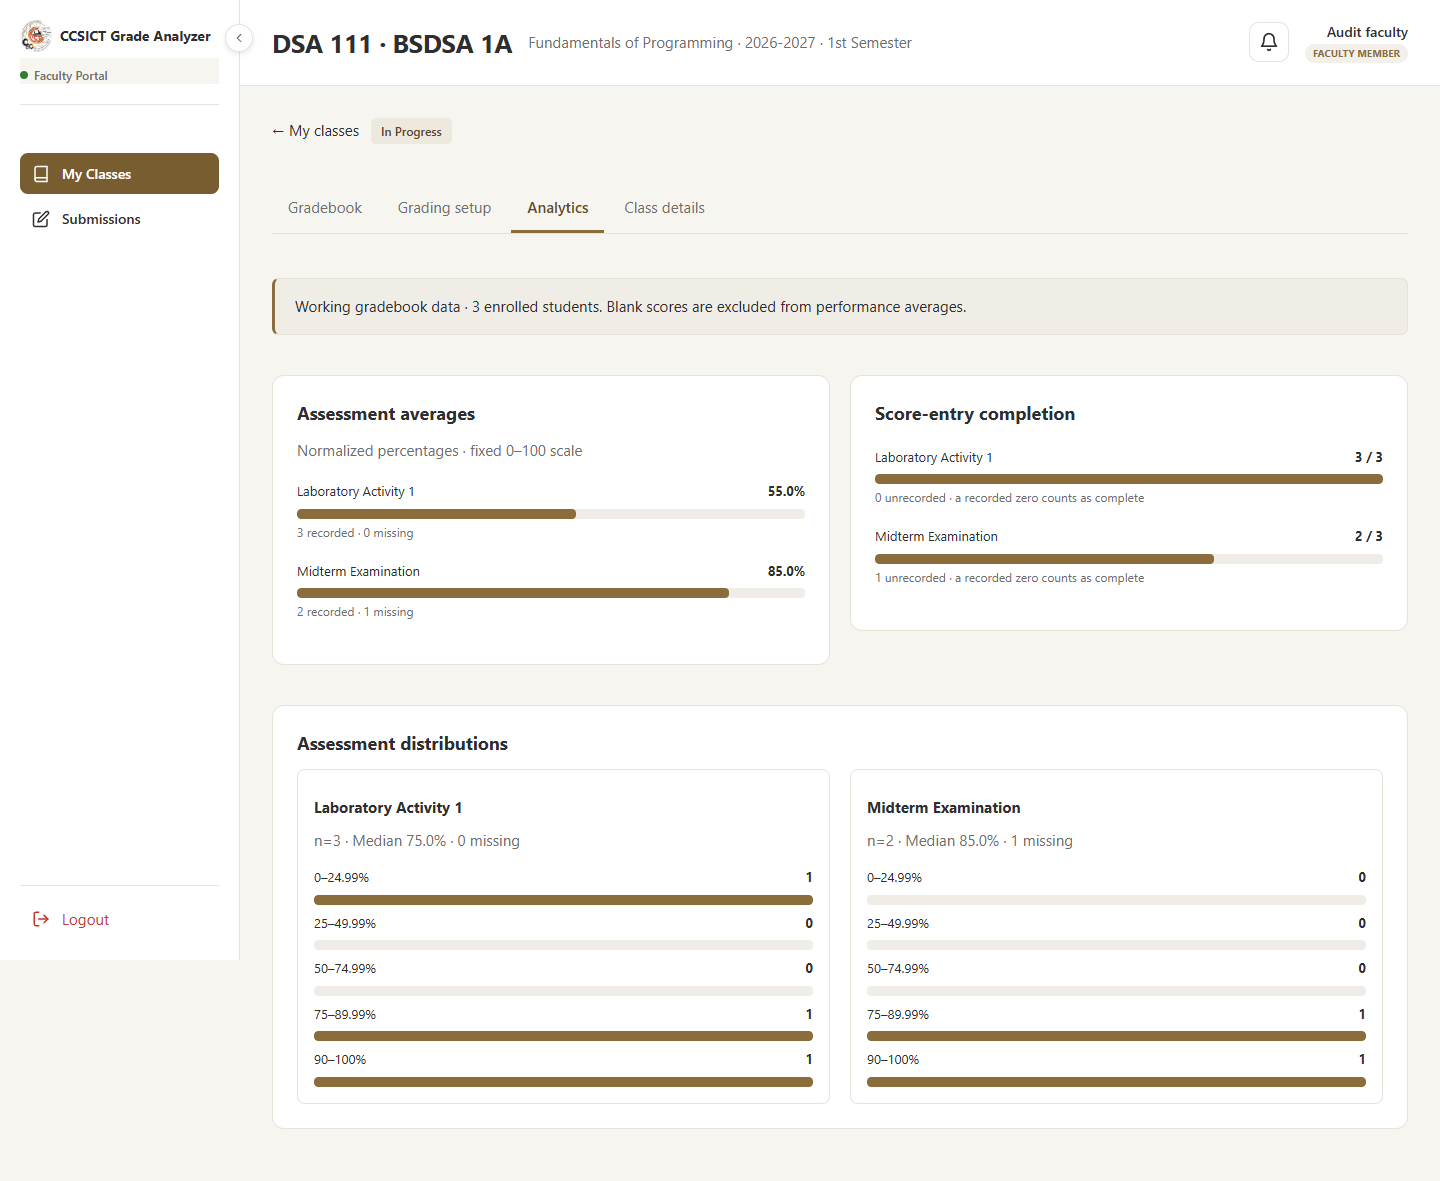 CCSICT Grade Analyzer
Faculty Portal
My Classes
Submissions
Logout
DSA 111 · BSDSA 1A
Fundamentals of Programming · 2026-2027 · 1st Semester
Audit faculty
FACULTY MEMBER
← My classes
In Progress
Gradebook
Grading setup
Analytics
Class details
Working gradebook data · 3 enrolled students. Blank scores are excluded from performance averages.
Assessment averages
Normalized percentages · fixed 0–100 scale
Laboratory Activity 1 55.0%
3 recorded · 0 missing
Midterm Examination 85.0%
2 recorded · 1 missing
Score-entry completion
Laboratory Activity 1 3 / 3
0 unrecorded · a recorded zero counts as complete
Midterm Examination 2 / 3
1 unrecorded · a recorded zero counts as complete
Assessment distributions
Laboratory Activity 1
n=3 · Median 75.0% · 0 missing
0–24.99% 1
25–49.99% 0
50–74.99% 0
75–89.99% 1
90–100% 1
Midterm Examination
n=2 · Median 85.0% · 1 missing
0–24.99% 0
25–49.99% 0
50–74.99% 0
75–89.99% 1
90–100% 1